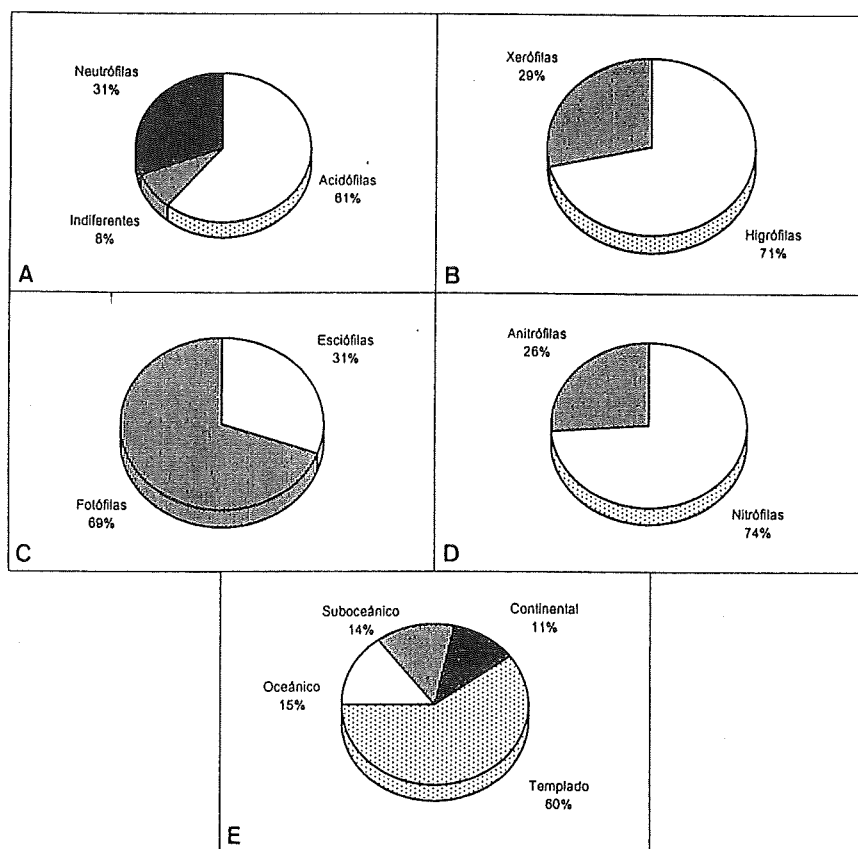 Neutrófilas
31%
Acidófilas
61%
Indiferentes
8%
A
Xerófilas
29%
Higrófilas
71%
B
Esciófilas
31%
Fotófilas
69%
C
Anitrófilas
26%
Nitrófilas
74%
D
Suboceánico
14%
Continental
11%
Oceánico
15%
Templado
60%
E